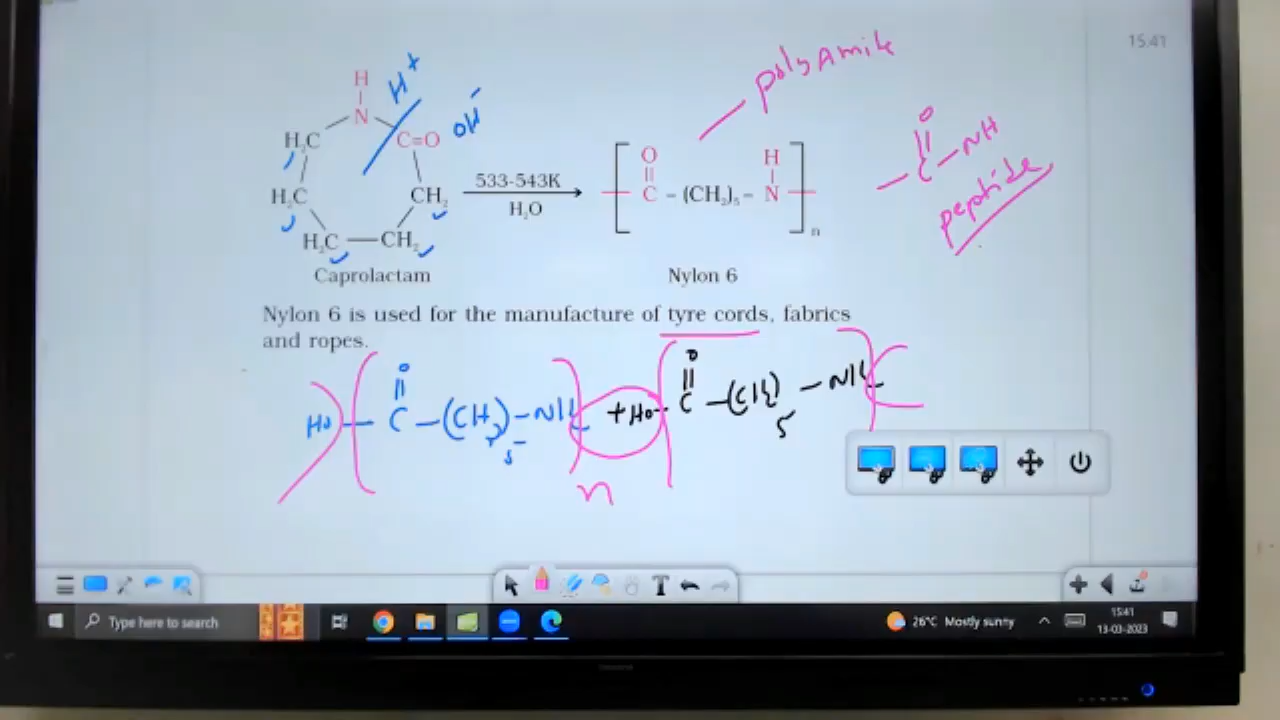 15:41
polyAmide
H
N
H⁺
H₂C
C=O
OH⁻
H₂C
CH₂
H₂C
CH₂
533-543K
H₂O
O
H
C – (CH₂)₅ – N
n
O
C – NH
peptide
Caprolactam
Nylon 6
Nylon 6 is used for the manufacture of tyre cords, fabrics
and ropes.
O
HO – C – (CH₂)₅ – NH
n
O
+ HO – C – (CH₂)₅ – NH
T
Type here to search
26°C Mostly sunny
15:41
13-03-2023